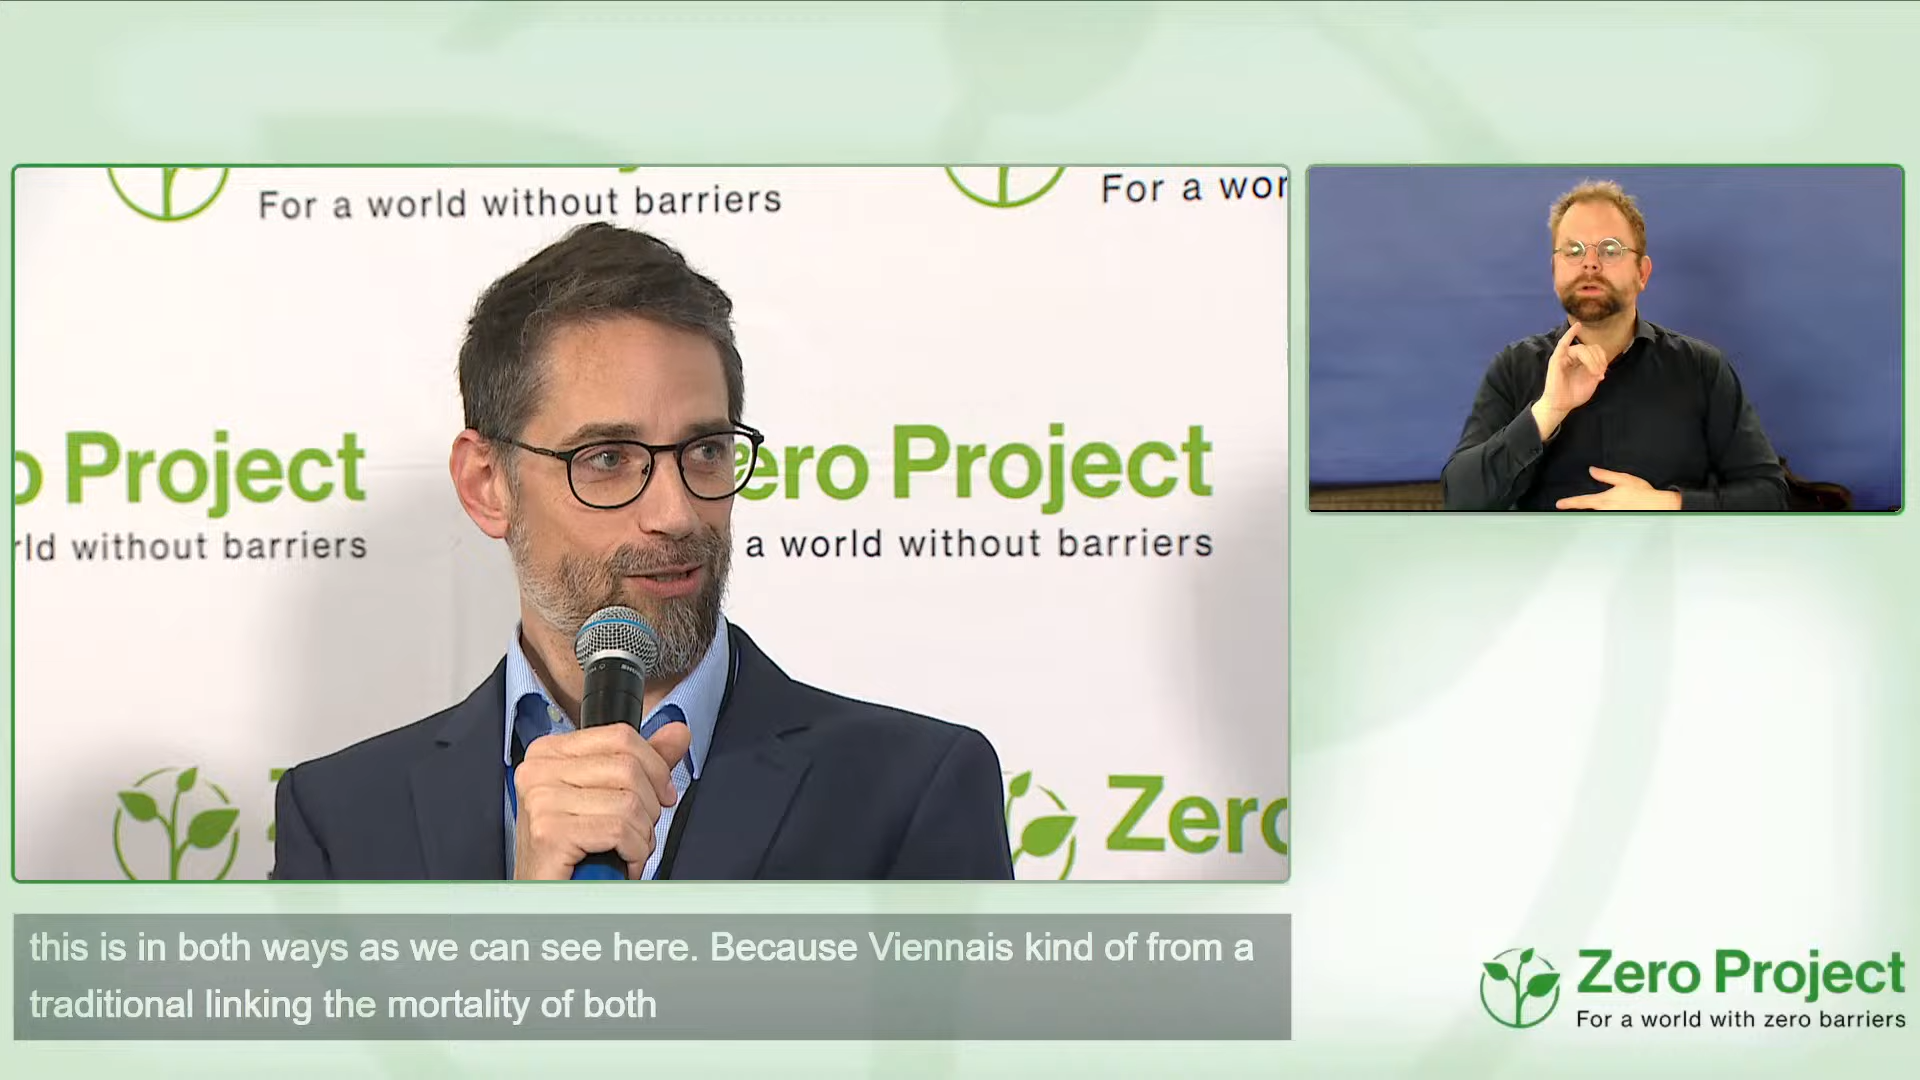 For a world without barriers
For a wor
o Project
ero Project
rld without barriers
a world without barriers
Zero
this is in both ways as we can see here. Because Viennais kind of from a
traditional linking the mortality of both
Zero Project
For a world with zero barriers